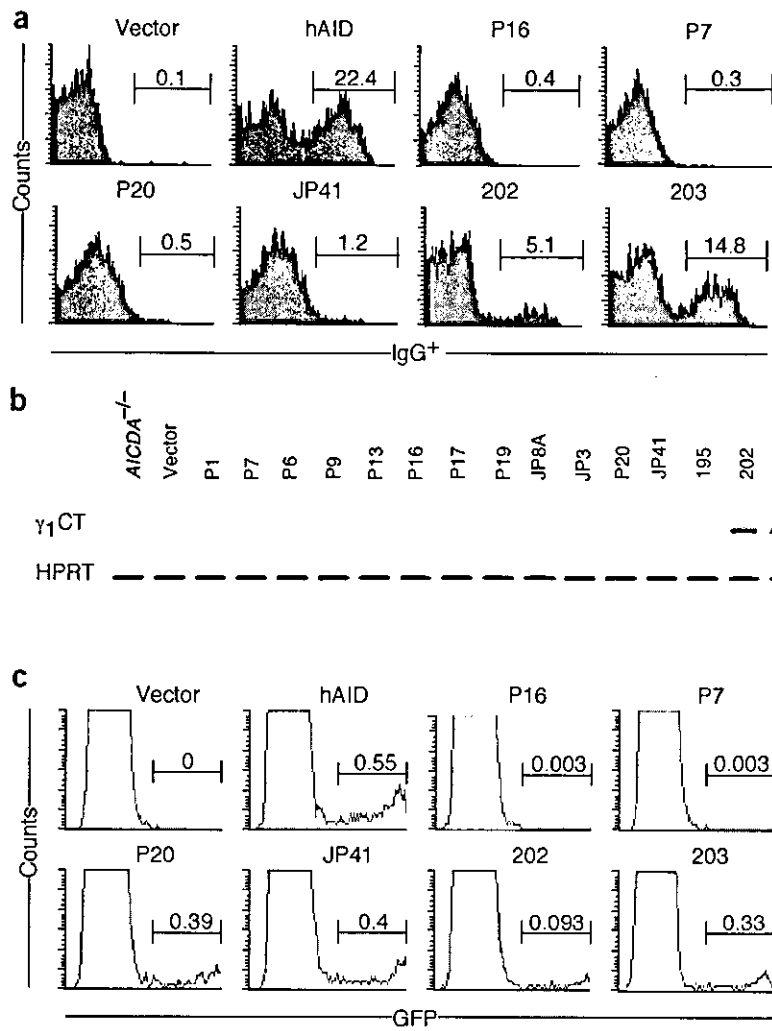 a
Vector hAID P16 P7
0.1 22.4 0.4 0.3
P20 JP41 202 203
0.5 1.2 5.1 14.8
Counts
IgG+
b
AICDA−/− Vector P1 P7 P6 P9 P13 P16 P17 P19 JP8A JP3 P20 JP41 195 202
γ1CT
HPRT
c
Vector hAID P16 P7
0 0.55 0.003 0.003
P20 JP41 202 203
0.39 0.4 0.093 0.33
Counts
GFP